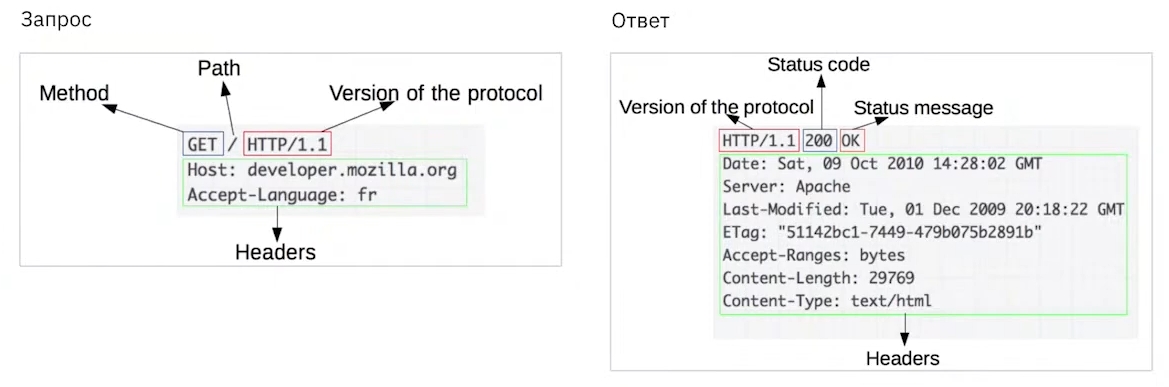 Запрос
Path
Method
Version of the protocol
GET / HTTP/1.1
Host: developer.mozilla.org
Accept-Language: fr
Headers
Ответ
Status code
Version of the protocol
Status message
HTTP/1.1 200 OK
Date: Sat, 09 Oct 2010 14:28:02 GMT
Server: Apache
Last-Modified: Tue, 01 Dec 2009 20:18:22 GMT
ETag: "51142bc1-7449-479b075b2891b"
Accept-Ranges: bytes
Content-Length: 29769
Content-Type: text/html
Headers